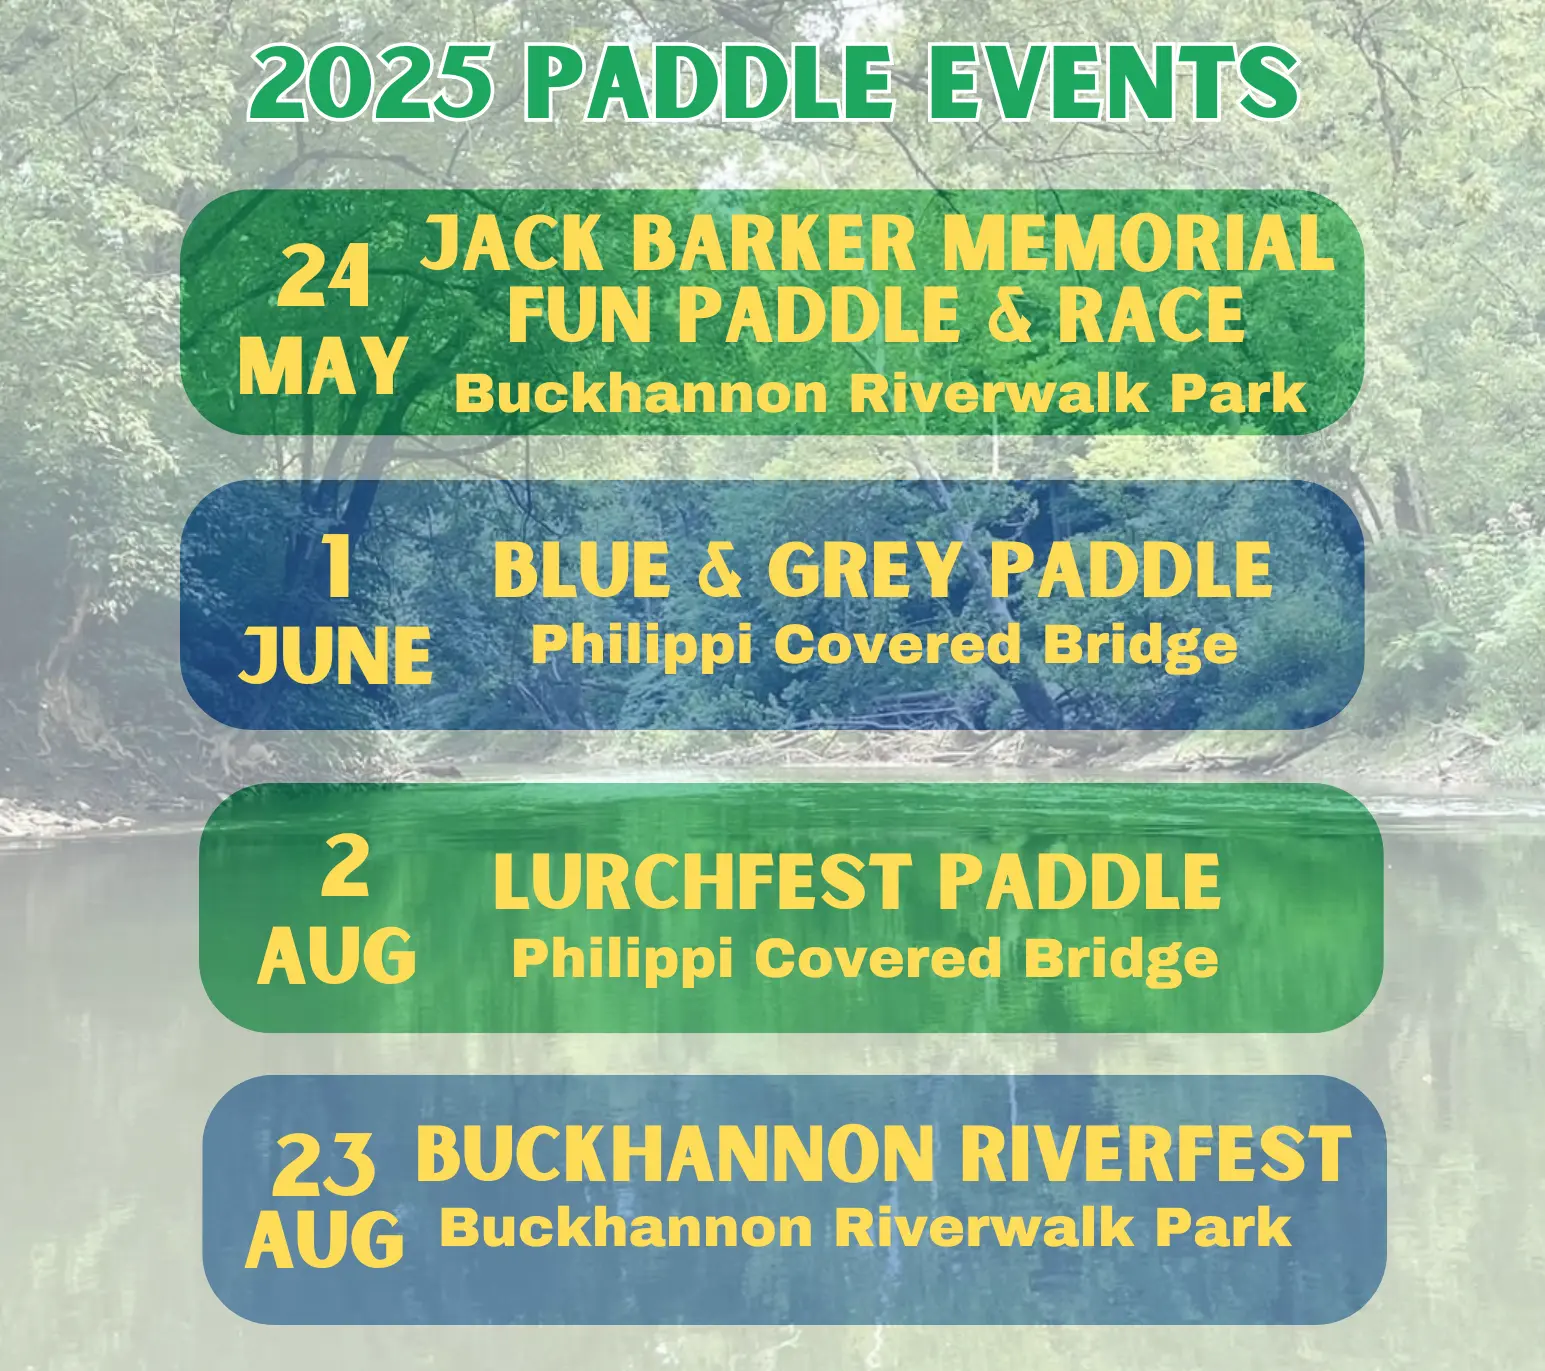 2025 PADDLE EVENTS
24
MAY
JACK BARKER MEMORIAL
FUN PADDLE & RACE
Buckhannon Riverwalk Park
1
JUNE
BLUE & GREY PADDLE
Philippi Covered Bridge
2
AUG
LURCHFEST PADDLE
Philippi Covered Bridge
23
AUG
BUCKHANNON RIVERFEST
Buckhannon Riverwalk Park